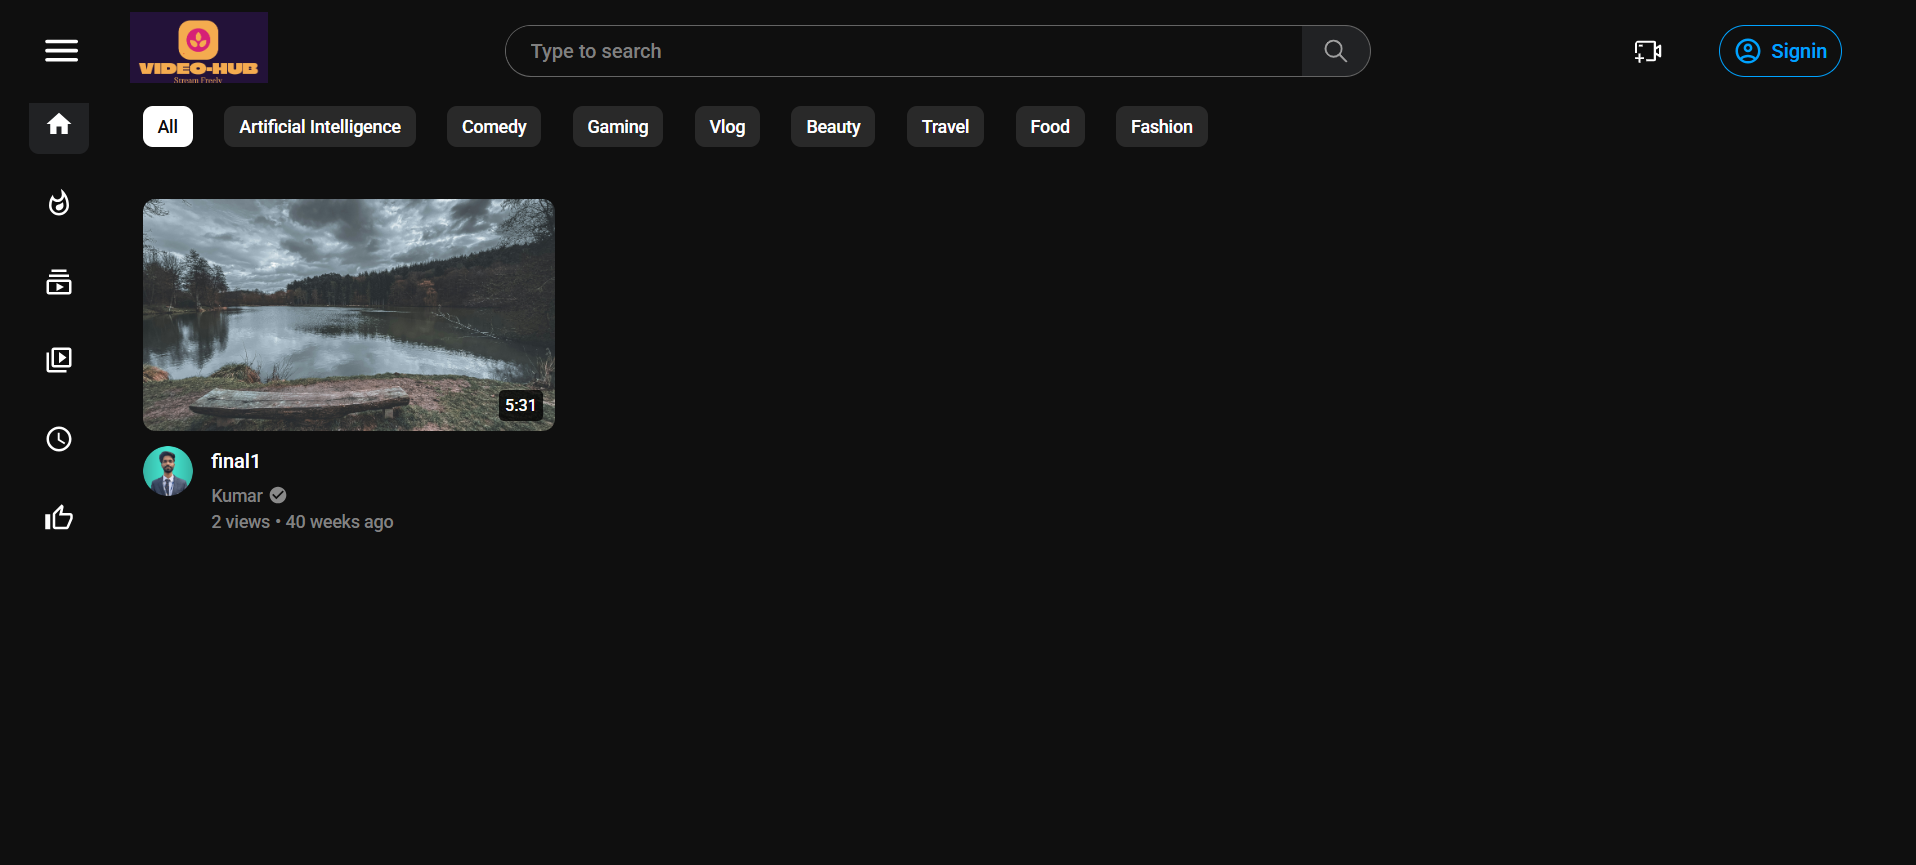 VIDEO-HUB
Stream Freely
Type to search
Signin
All
Artificial Intelligence
Comedy
Gaming
Vlog
Beauty
Travel
Food
Fashion
5:31
final1
Kumar
2 views • 40 weeks ago